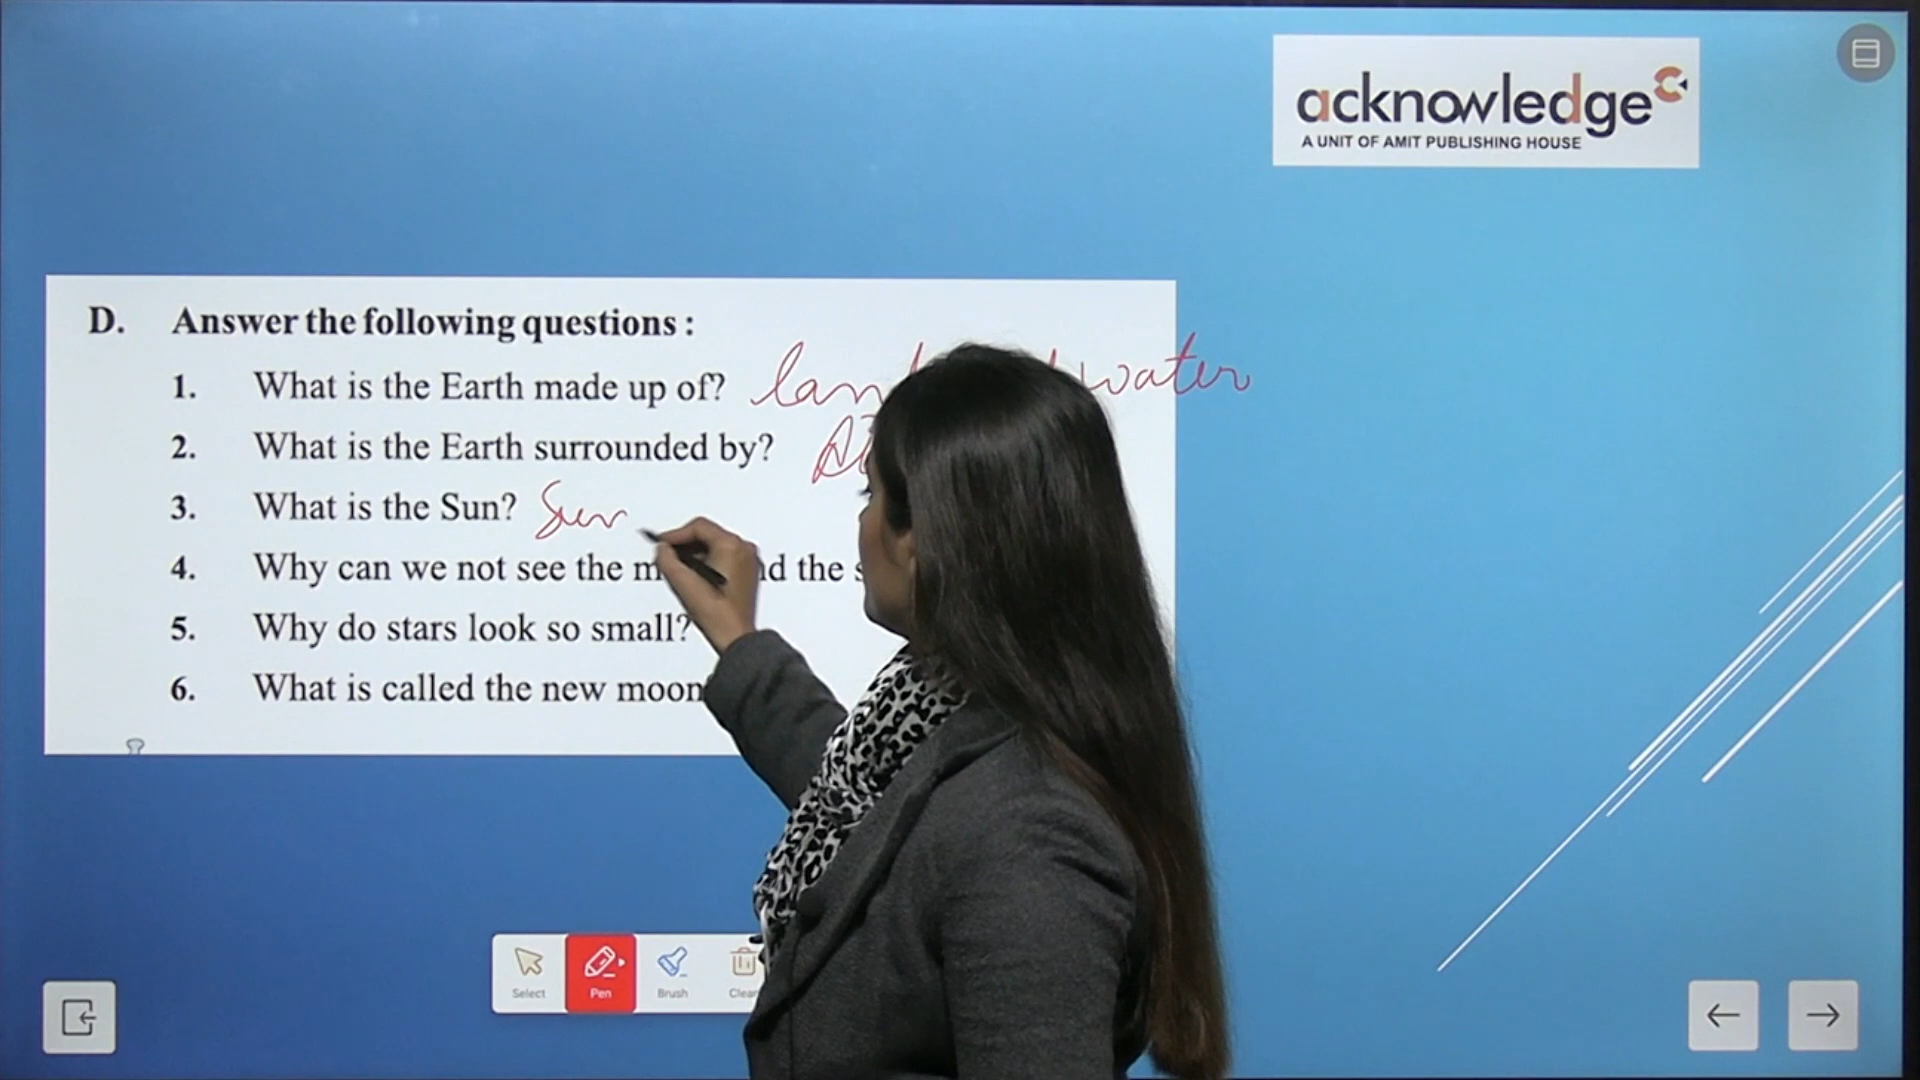 acknowledge
A UNIT OF AMIT PUBLISHING HOUSE
D. Answer the following questions :
1. What is the Earth made up of? water
2. What is the Earth surrounded by?
3. What is the Sun? Sun
4. Why can we not see the the
5. Why do stars look so small?
6. What is called the new moon
Select Pen Brush Clear